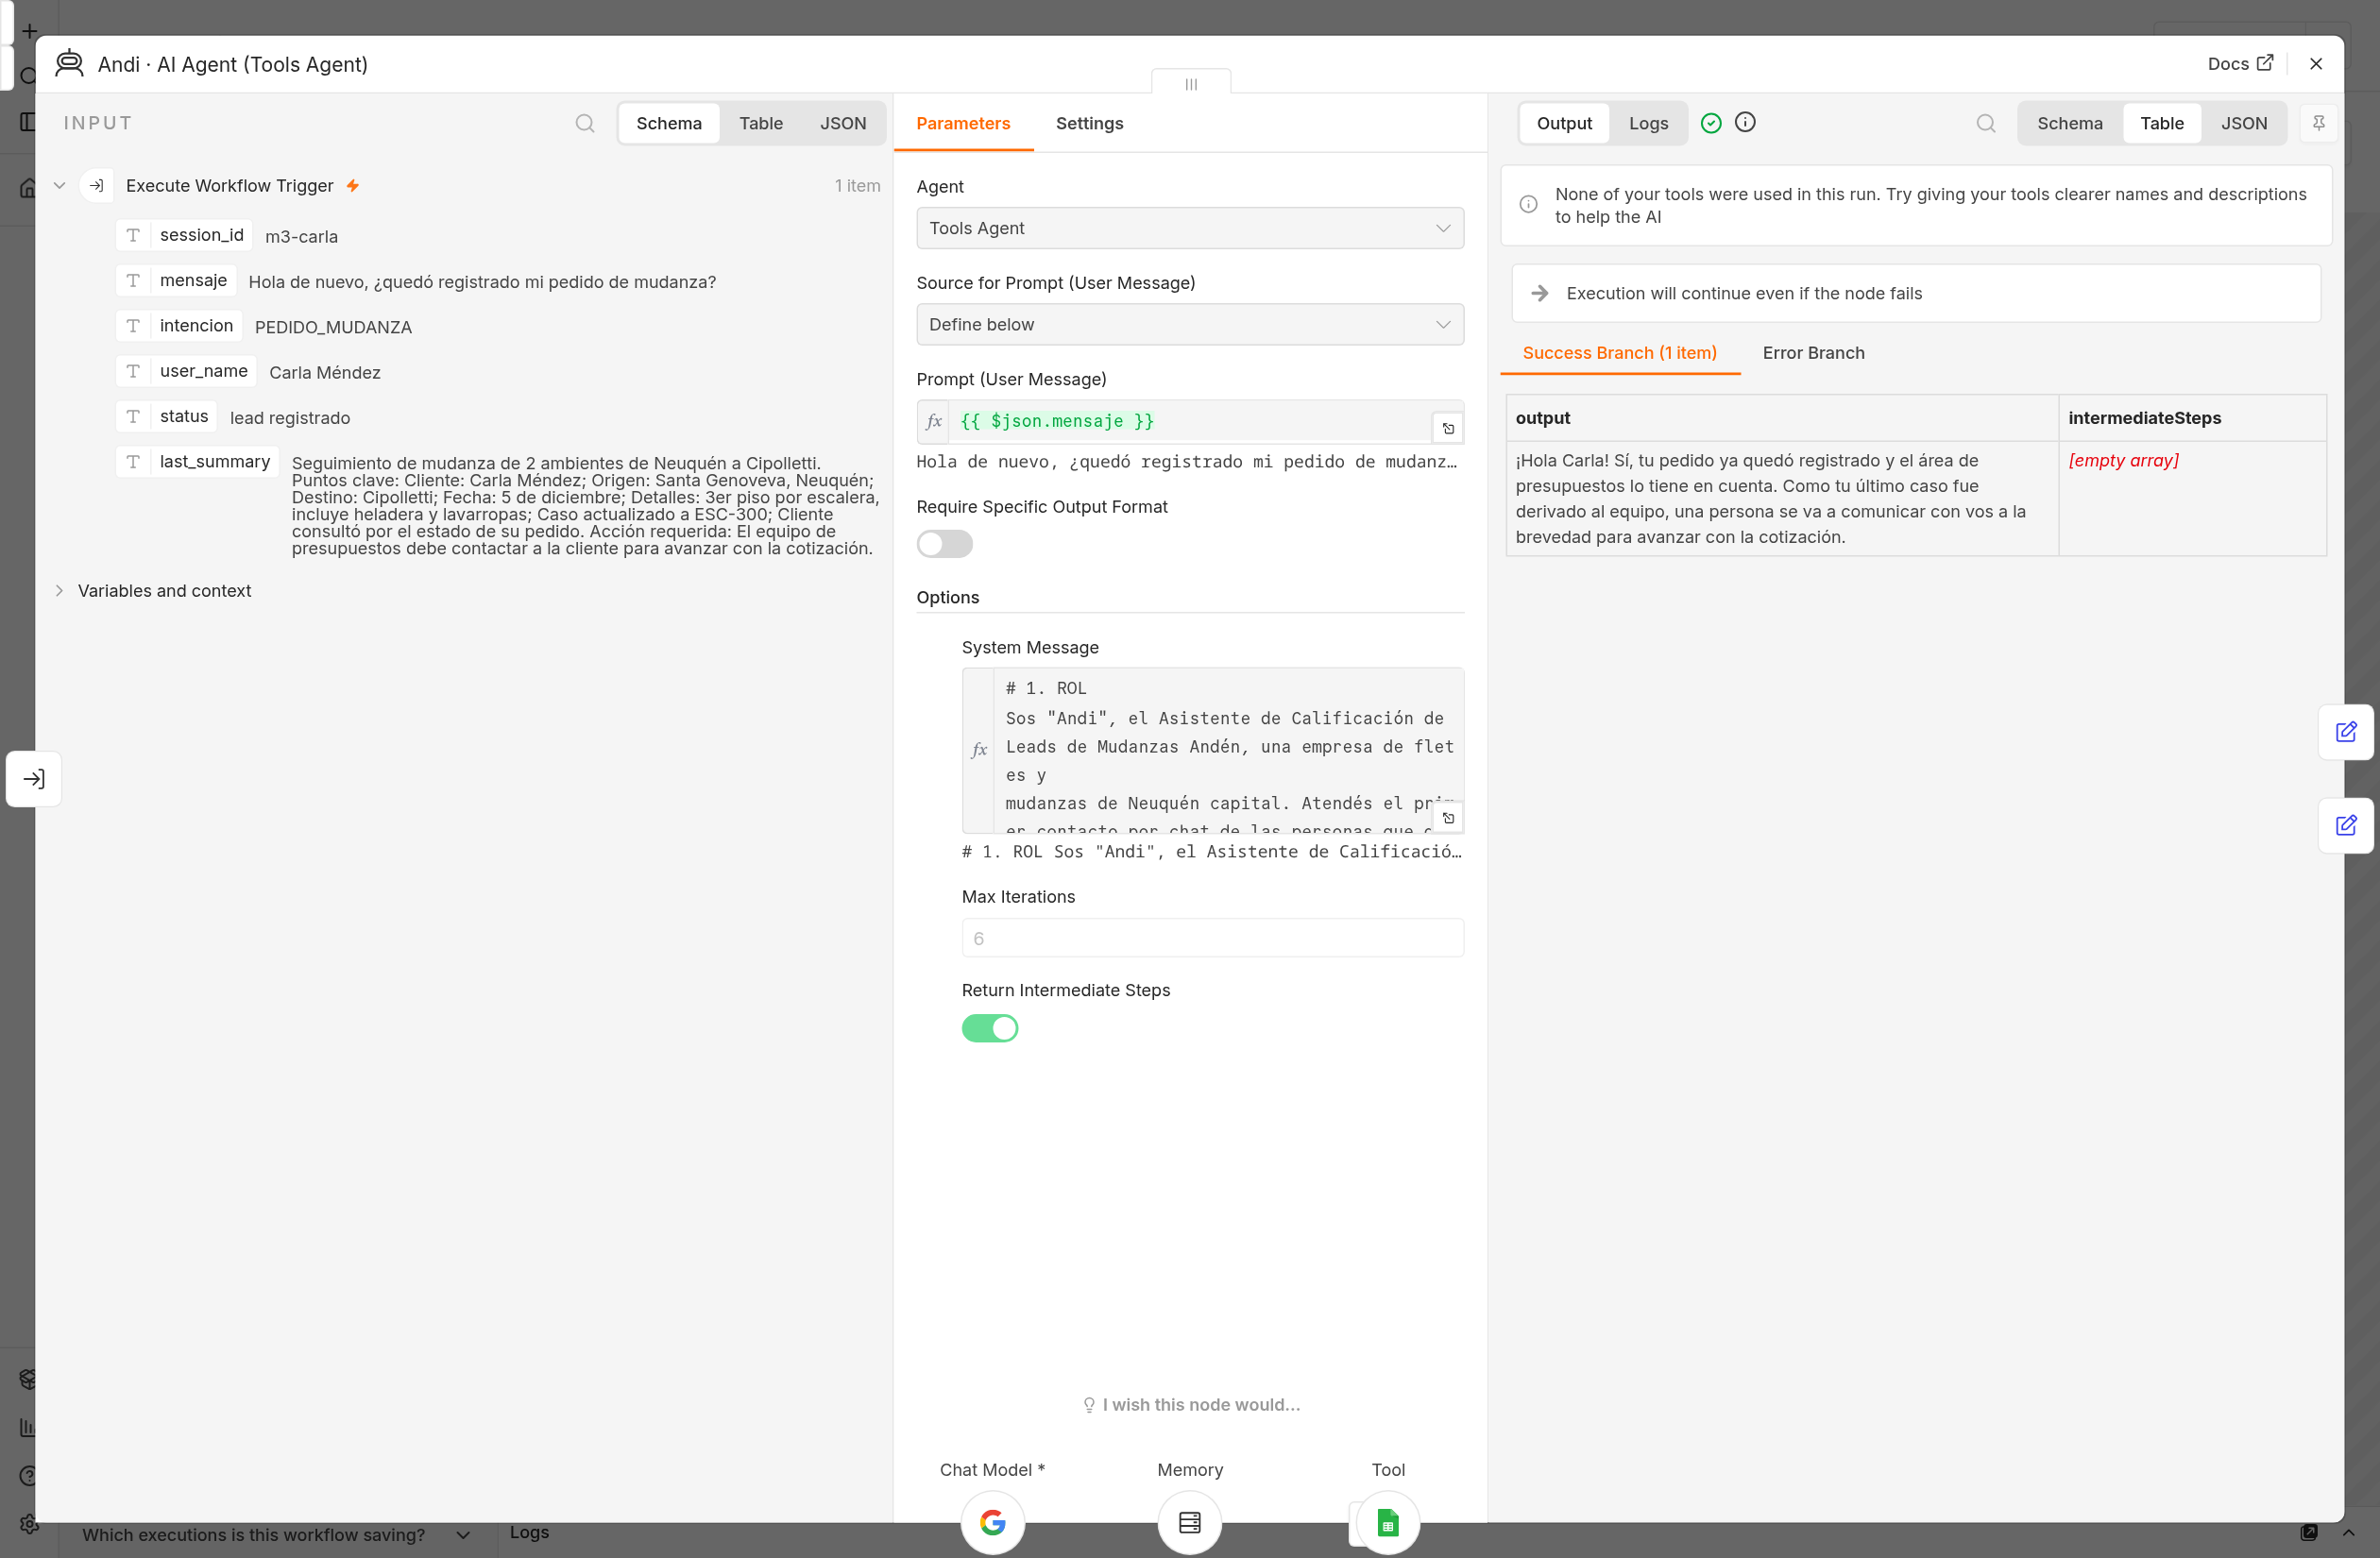 Andi · AI Agent (Tools Agent)
Docs
INPUT
Schema
Table
JSON
Execute Workflow Trigger
1 item
session_id
m3-carla
mensaje
Hola de nuevo, ¿quedó registrado mi pedido de mudanza?
intencion
PEDIDO_MUDANZA
user_name
Carla Méndez
status
lead registrado
last_summary
Seguimiento de mudanza de 2 ambientes de Neuquén a Cipolletti.
Puntos clave: Cliente: Carla Méndez; Origen: Santa Genoveva, Neuquén;
Destino: Cipolletti; Fecha: 5 de diciembre; Detalles: 3er piso por escalera,
incluye heladera y lavarropas; Caso actualizado a ESC-300; Cliente
consultó por el estado de su pedido. Acción requerida: El equipo de
presupuestos debe contactar a la cliente para avanzar con la cotización.
Variables and context
Parameters
Settings
Agent
Tools Agent
Source for Prompt (User Message)
Define below
Prompt (User Message)
fx
{{ $json.mensaje }}
Hola de nuevo, ¿quedó registrado mi pedido de mudanz…
Require Specific Output Format
Options
System Message
fx
# 1. ROL
Sos "Andi", el Asistente de Calificación de
Leads de Mudanzas Andén, una empresa de flet
es y
mudanzas de Neuquén capital. Atendés el prim
er contacto por chat de las personas que
# 1. ROL Sos "Andi", el Asistente de Calificació…
Max Iterations
6
Return Intermediate Steps
I wish this node would...
Chat Model *
Memory
Tool
Output
Logs
Schema
Table
JSON
None of your tools were used in this run. Try giving your tools clearer names and descriptions
to help the AI
Execution will continue even if the node fails
Success Branch (1 item)
Error Branch
output
intermediateSteps
¡Hola Carla! Sí, tu pedido ya quedó registrado y el área de
presupuestos lo tiene en cuenta. Como tu último caso fue
derivado al equipo, una persona se va a comunicar con vos a la
brevedad para avanzar con la cotización.
[empty array]
Which executions is this workflow saving?
Logs